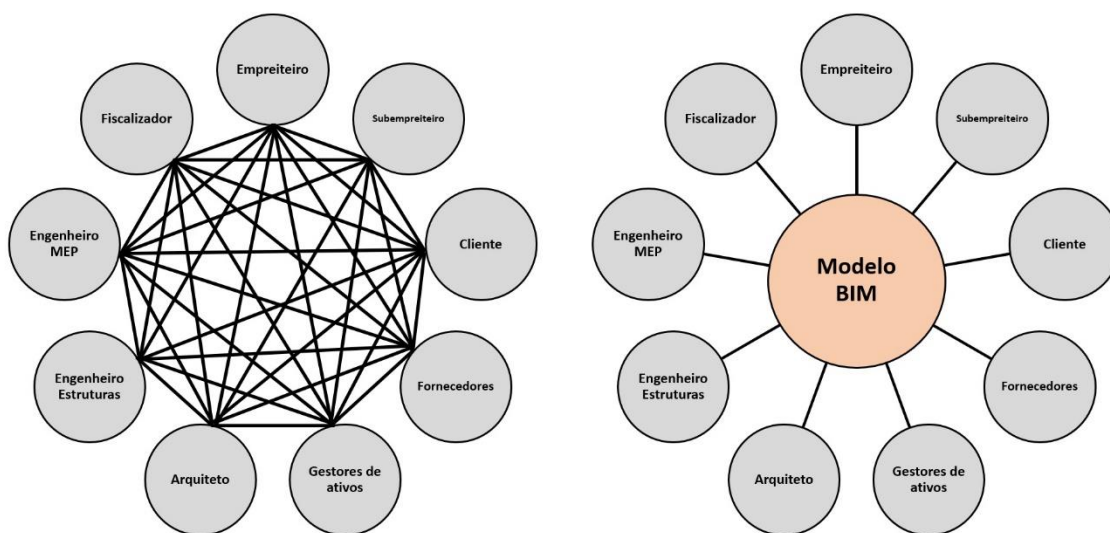 Empreiteiro
Fiscalizador
Subempreiteiro
Engenheiro
MEP
Cliente
Engenheiro
Estruturas
Fornecedores
Arquiteto
Gestores de
ativos
Empreiteiro
Fiscalizador
Subempreiteiro
Engenheiro
MEP
Modelo
BIM
Cliente
Engenheiro
Estruturas
Fornecedores
Arquiteto
Gestores de
ativos